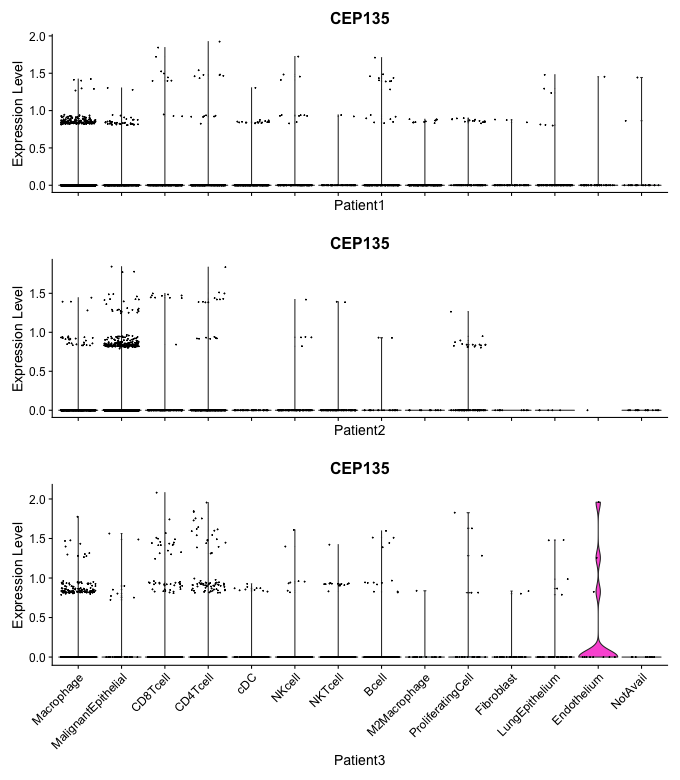 CEP135
Expression Level
2.0
1.5
1.0
0.5
0.0
Patient1
CEP135
Expression Level
1.5
1.0
0.5
0.0
Patient2
CEP135
Expression Level
2.0
1.5
1.0
0.5
0.0
Macrophage
MalignantEpithelial
CD8Tcell
CD4Tcell
cDC
NKcell
NKTcell
Bcell
M2Macrophage
ProliferatingCell
Fibroblast
LungEpithelium
Endothelium
NotAvail
Patient3